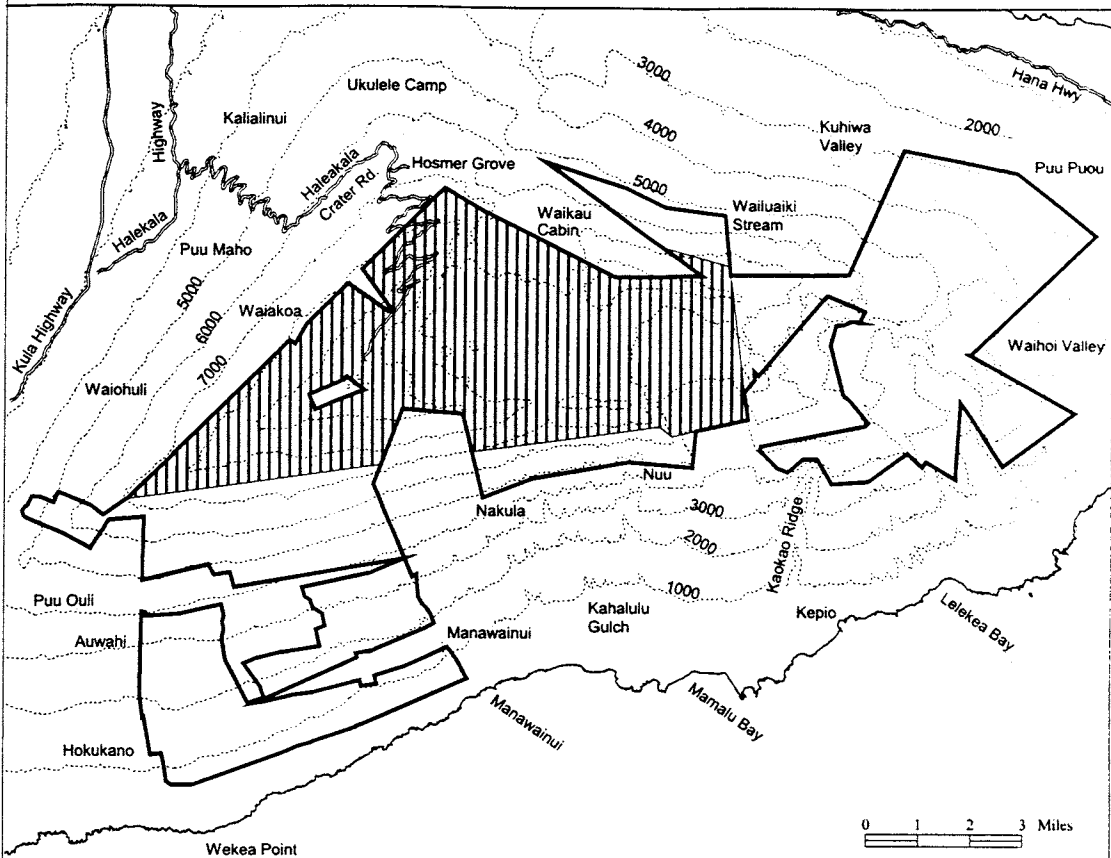 3000
Hana Hwy
Ukulele Camp
Highway
Kalialinui
4000
Kuhiwa
Valley
2000
Haleakala
Crater Rd.
Hosmer Grove
5000
Puu Puou
Wailuaiki
Stream
Waikau
Cabin
Halekala
Puu Maho
5000
Kula Highway
6000
Waiakoa
Waihoi Valley
7000
Waiohuli
Nuu
Nakula
3000
2000
Kaokao Ridge
1000
Puu Ouli
Auwahi
Manawainui
Kahalulu
Gulch
Kepio
Lelekea Bay
Mamalu Bay
Manawainui
Hokukano
0 1 2 3 Miles
Wekea Point